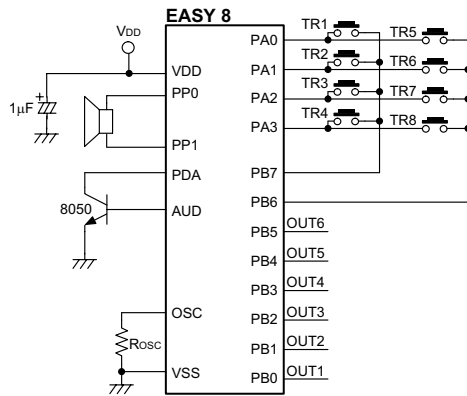 EASY 8
VDD
1µF
+
8050
ROSC
VDD
PP0
PP1
PDA
AUD
OSC
VSS
PA0
PA1
PA2
PA3
PB7
PB6
PB5
PB4
PB3
PB2
PB1
PB0
TR1
TR5
TR2
TR6
TR3
TR7
TR4
TR8
OUT6
OUT5
OUT4
OUT3
OUT2
OUT1